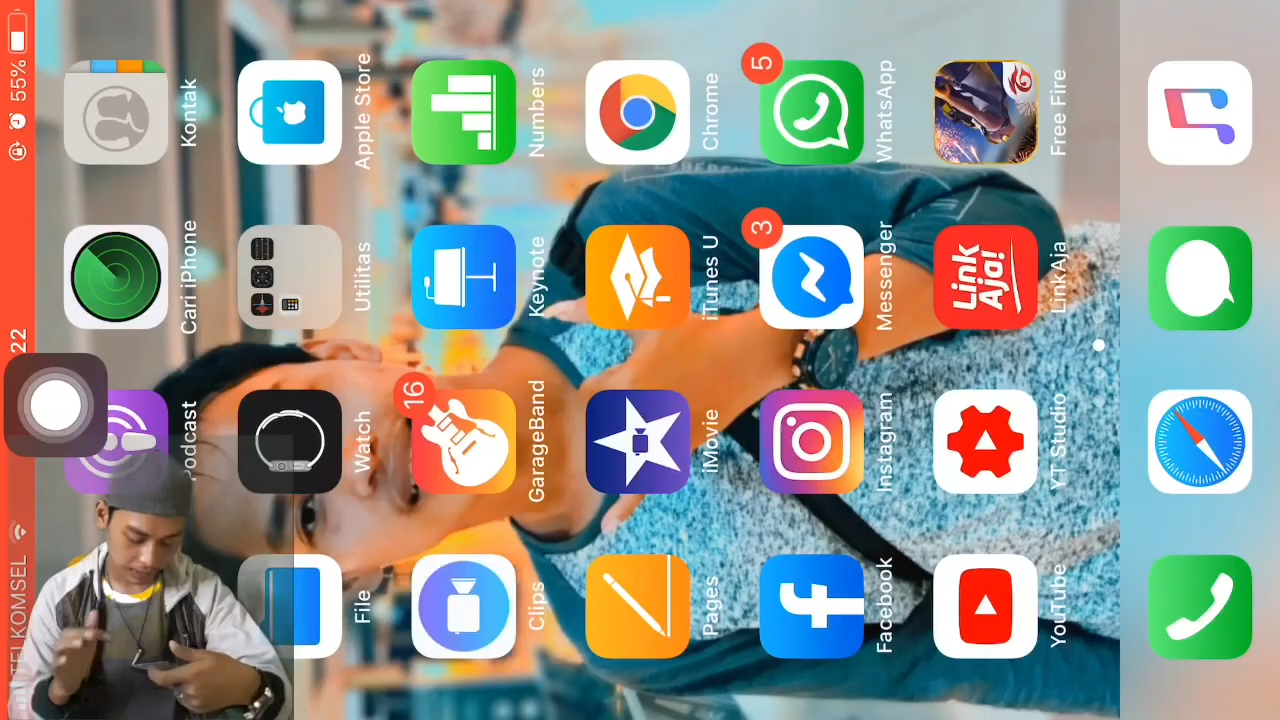 TELKOMSEL 22 55%
Podcast Cari iPhone Kontak
File Watch Utilitas Apple Store
16
Clips GarageBand Keynote Numbers
Pages iMovie iTunes U Chrome
3 5
Facebook Instagram Messenger WhatsApp
Link
Aja!
YouTube YT Studio LinkAja Free Fire